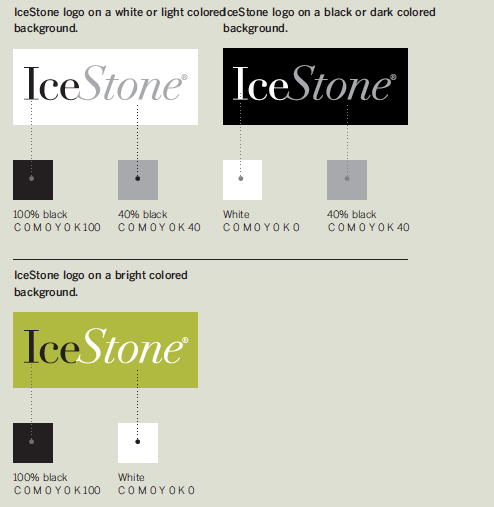 IceStone logo on a white or light colored
background.
IceStone logo on a black or dark colored
background.
IceStone®
IceStone®
100% black
C 0 M 0 Y 0 K 100
40% black
C 0 M 0 Y 0 K 40
White
C 0 M 0 Y 0 K 0
40% black
C 0 M 0 Y 0 K 40
IceStone logo on a bright colored
background.
IceStone®
100% black
C 0 M 0 Y 0 K 100
White
C 0 M 0 Y 0 K 0